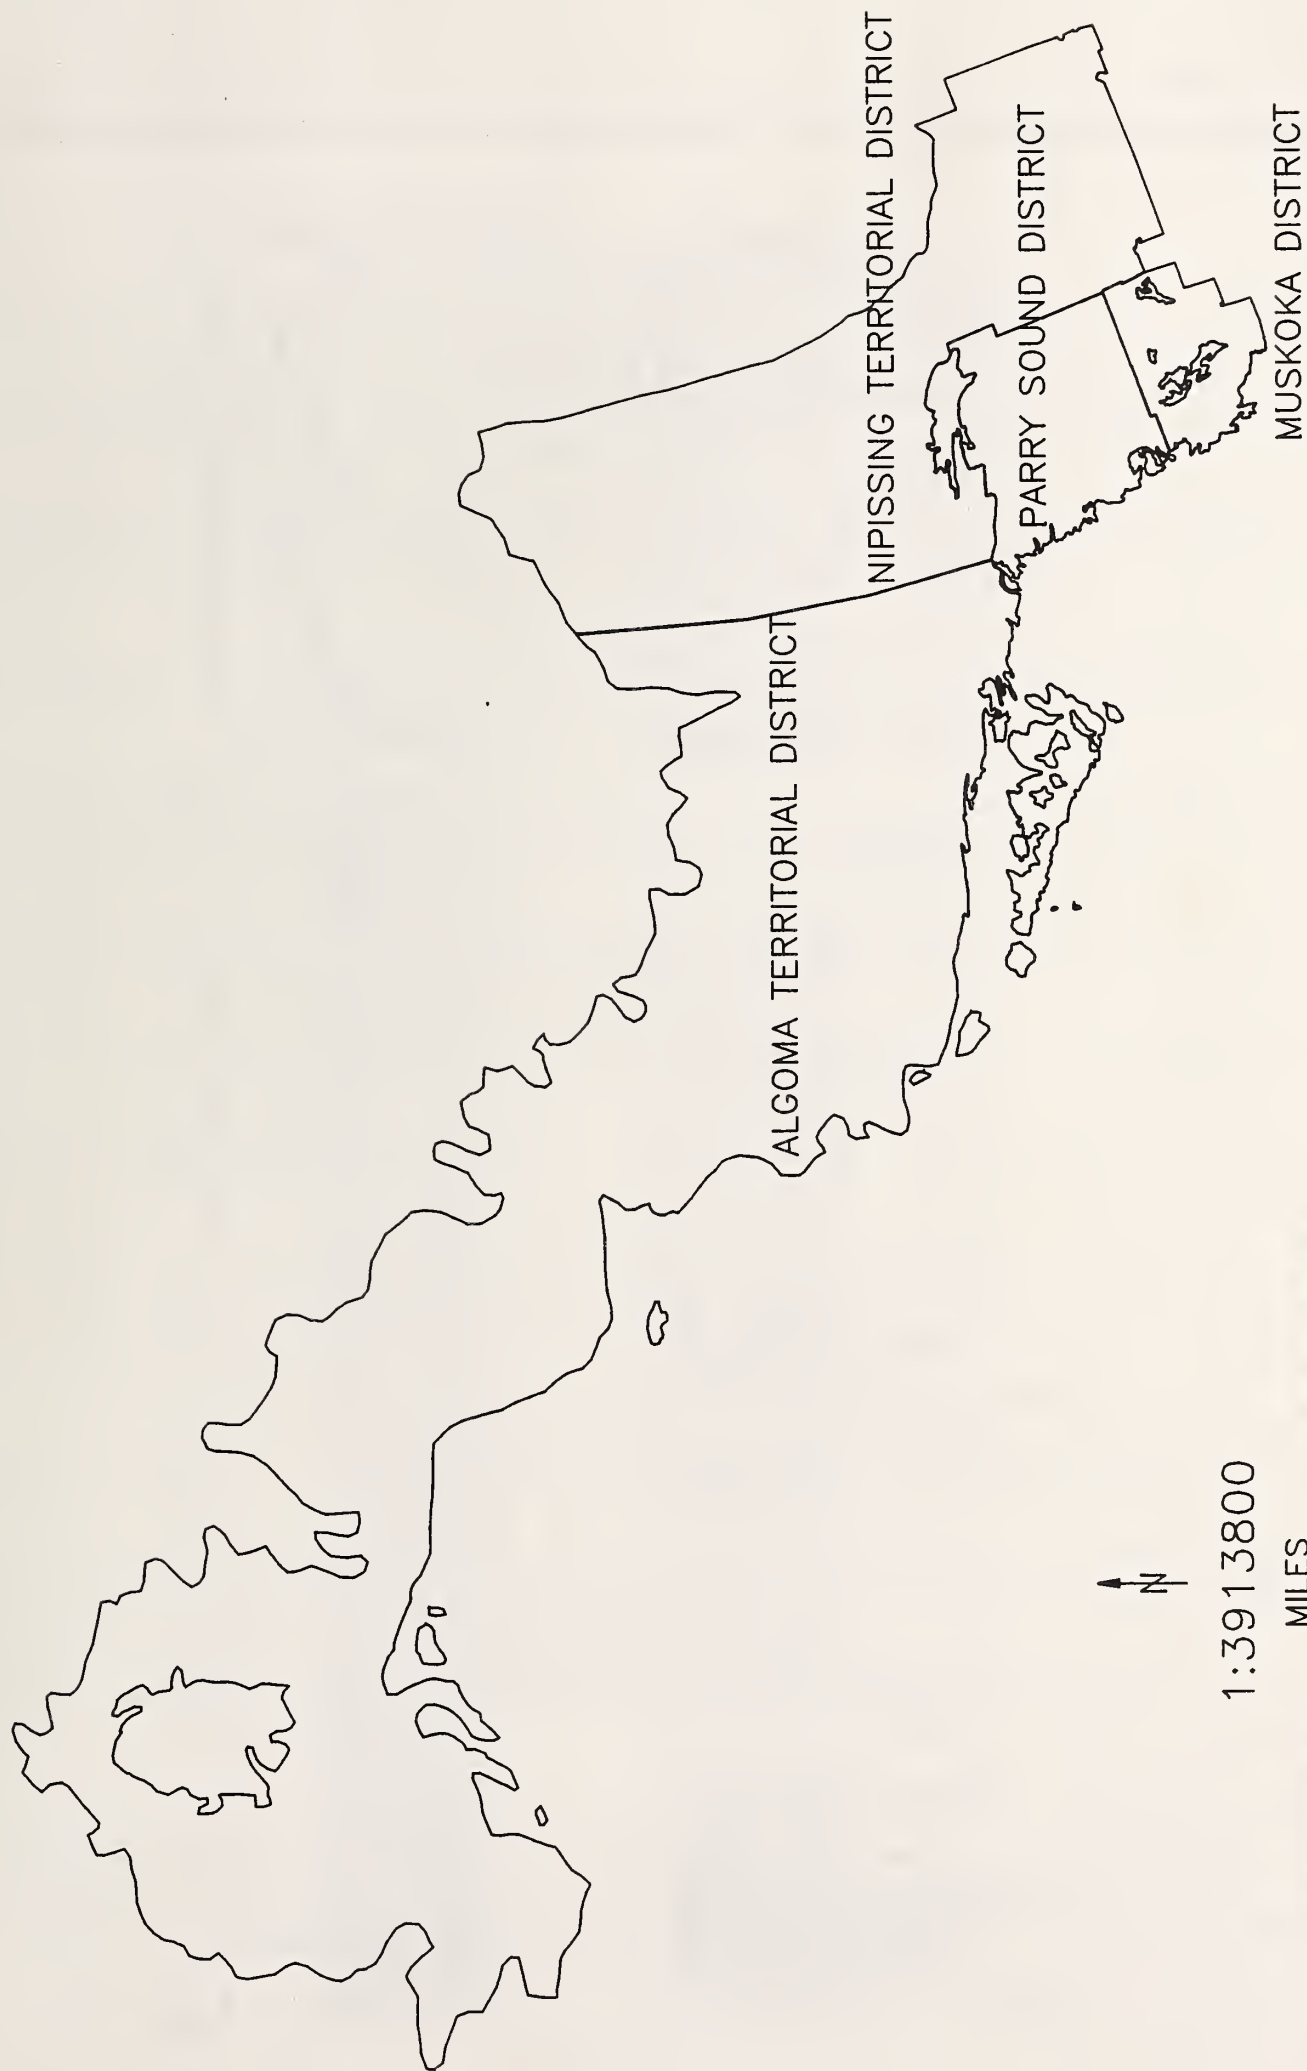 NIPISSING TERRITORIAL DISTRICT
PARRY SOUND DISTRICT
ALGOMA TERRITORIAL DISTRICT
MUSKOKA DISTRICT
N
1:3913800
MILES